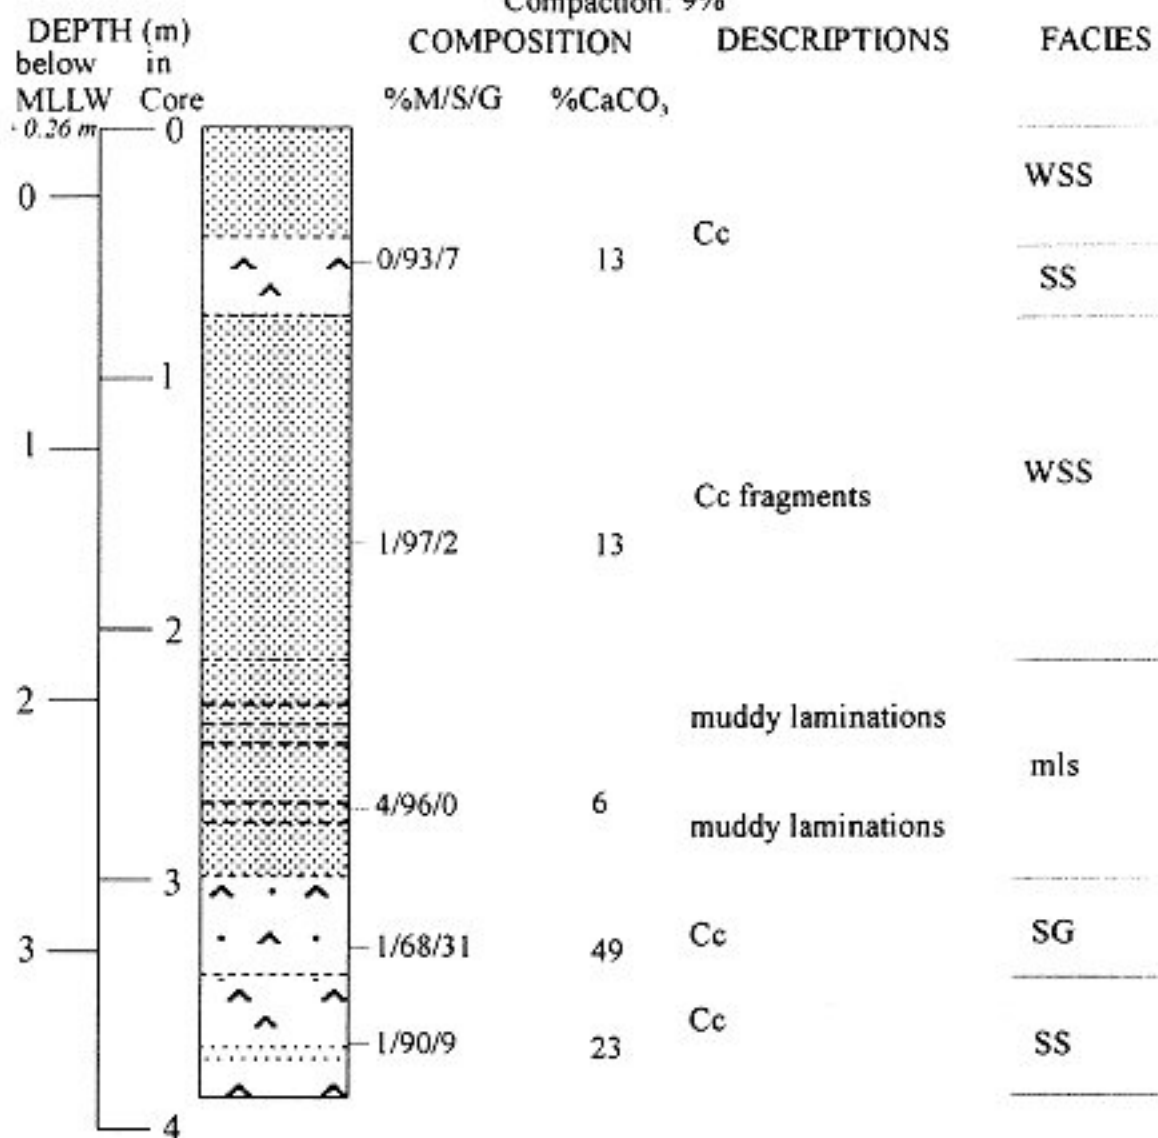 Compaction: 9%
DEPTH (m) COMPOSITION DESCRIPTIONS FACIES
below in
MLLW Core %M/S/G %CaCO₃
+ 0.26 m 0
WSS
0
Cc
0/93/7 13
SS
1
1
WSS
Cc fragments
1/97/2 13
2
2
muddy laminations
mls
4/96/0 6
muddy laminations
3
3 1/68/31 49 Cc SG
Cc
1/90/9 23 SS
4